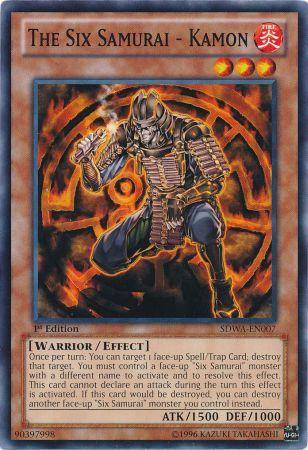 The Six Samurai - Kamon
FIRE
炎
SDWA-EN007
1st Edition
[Warrior / Effect]
Once per turn: You can target 1 face-up Spell/Trap Card; destroy
that target. You must control a face-up "Six Samurai" monster
with a different name to activate and to resolve this effect.
This card cannot declare an attack during the turn this effect
is activated. If this card would be destroyed, you can destroy
another face-up "Six Samurai" monster you control instead.
ATK/1500 DEF/1000
90397998
©1996 KAZUKI TAKAHASHI